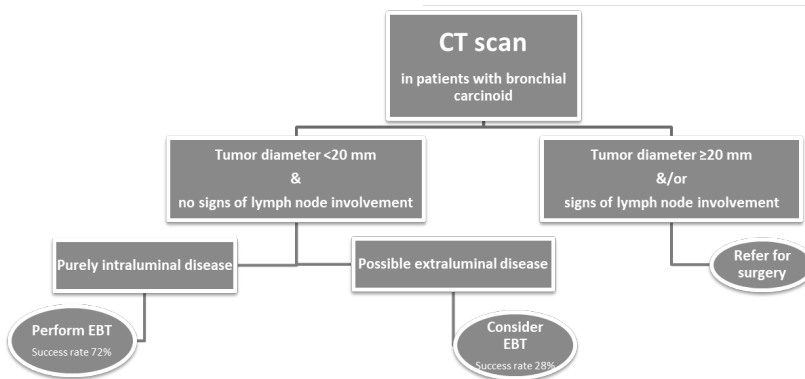 CT scan
in patients with bronchial
carcinoid
Tumor diameter <20 mm
&
no signs of lymph node involvement
Tumor diameter ≥20 mm
&/or
signs of lymph node involvement
Purely intraluminal disease
Possible extraluminal disease
Refer for
surgery
Perform EBT
Success rate 72%
Consider
EBT
Success rate 28%